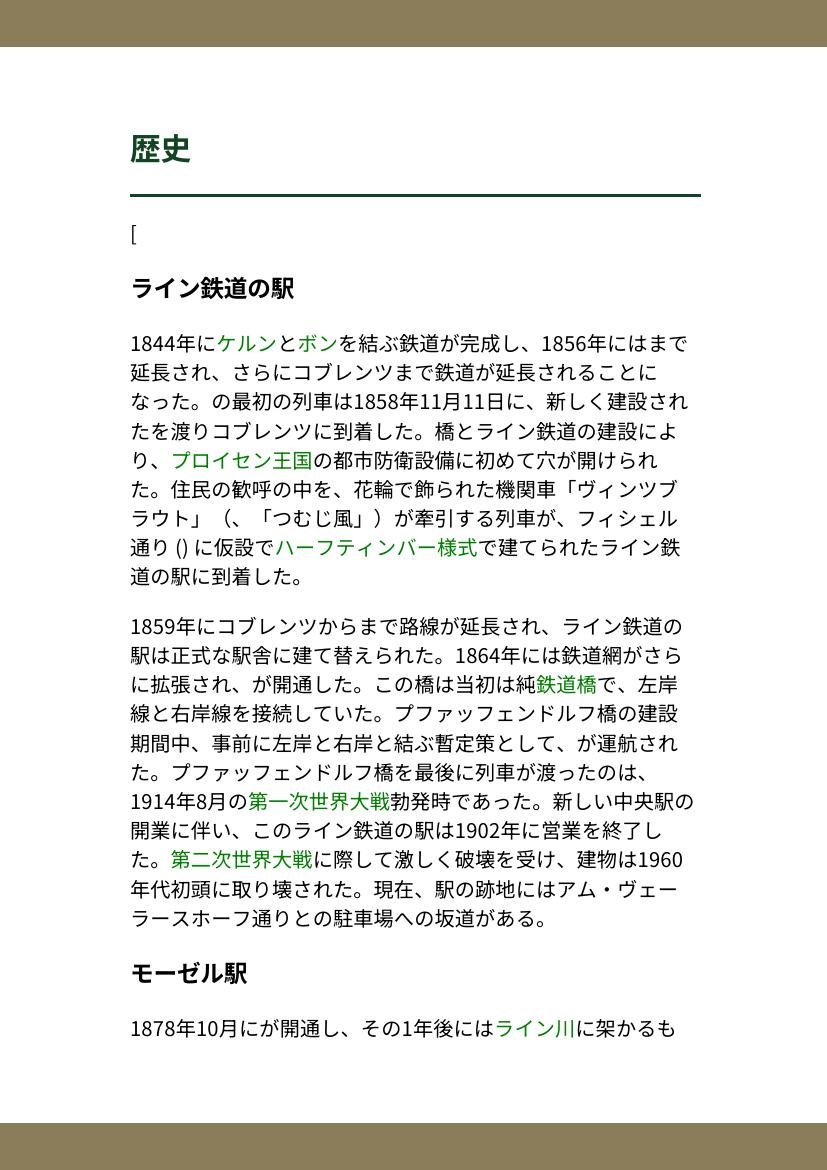 歴史
[
ライン鉄道の駅
1844年にケルンとボンを結ぶ鉄道が完成し、1856年にはまで
延長され、さらにコブレンツまで鉄道が延長されることに
なった。の最初の列車は1858年11月11日に、新しく建設され
たを渡りコブレンツに到着した。橋とライン鉄道の建設によ
り、プロイセン王国の都市防衛設備に初めて穴が開けられ
た。住民の歓呼の中を、花輪で飾られた機関車「ヴィンツブ
ラウト」（、「つむじ風」）が牽引する列車が、フィシェル
通り () に仮設でハーフティンバー様式で建てられたライン鉄
道の駅に到着した。
1859年にコブレンツからまで路線が延長され、ライン鉄道の
駅は正式な駅舎に建て替えられた。1864年には鉄道網がさら
に拡張され、が開通した。この橋は当初は純鉄道橋で、左岸
線と右岸線を接続していた。プファッフェンドルフ橋の建設
期間中、事前に左岸と右岸と結ぶ暫定策として、が運航され
た。プファッフェンドルフ橋を最後に列車が渡ったのは、
1914年8月の第一次世界大戦勃発時であった。新しい中央駅の
開業に伴い、このライン鉄道の駅は1902年に営業を終了し
た。第二次世界大戦に際して激しく破壊を受け、建物は1960
年代初頭に取り壊された。現在、駅の跡地にはアム・ヴェー
ラースホーフ通りとの駐車場への坂道がある。
モーゼル駅
1878年10月にが開通し、その1年後にはライン川に架かるも